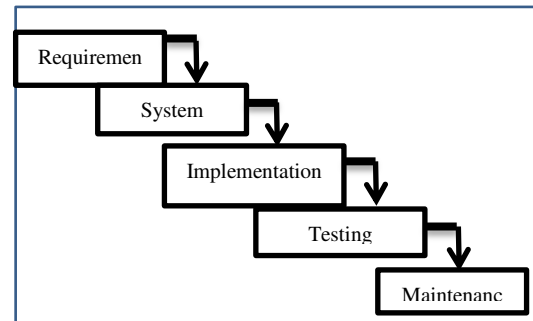 Requiremen
System
Implementation
Testing
Maintenanc